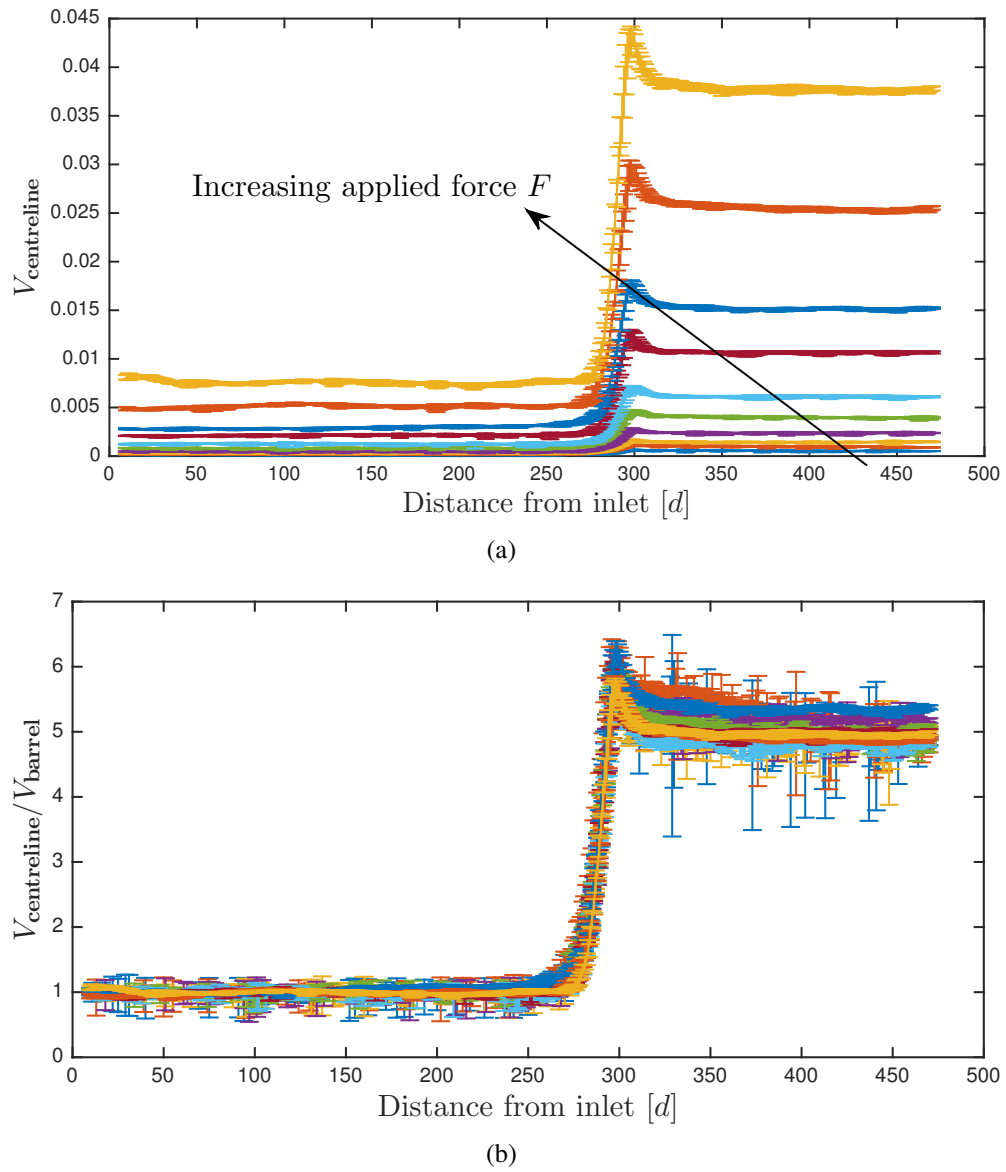 0.045
0.04
0.035
0.03
0.025
0.02
0.015
0.01
0.005
0
V_centreline
Increasing applied force F
0 50 100 150 200 250 300 350 400 450 500
Distance from inlet [d]
(a)
7
6
5
4
3
2
1
0
V_centreline/V_barrel
0 50 100 150 200 250 300 350 400 450 500
Distance from inlet [d]
(b)